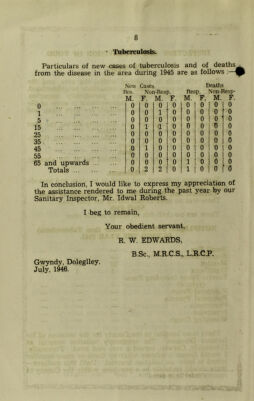 8
Tuberculosis.
Particulars of new cases of tuberculosis and of deaths
from the disease in the area during 1945 are as follows :—
New Cases. Deaths
Res. Non-Resp. Resp. Non-Resp.
M. F. M. F. M. F. M. F.
0 ... 0 0 0 0 0 0 0 0
1 ... 0 0 1 0 0 0 0 0
5 ... 0 0 0 0 0 0 0 0
15 ... 0 1 0 0 0 0 0 0
25 ... 0 0 0 0 0 0 0 0
35 ... 0 0 0 0 0 0 0 0
45 ... 0 1 0 0 0 0 0 0
55 ... 0 0 0 0 0 0 0 0
65 and upwards ... 0 0 1 0 1 0 0 0
Totals 0 2 2 0 1 0 0 0
In conclusion, I would like to express my appreciation of
the assistance rendered to me during the past year by our
Sanitary Inspector, Mr. Idwal Roberts.
I beg to remain,
Your obedient servant,
R. W. EDWARDS,
B.Sc., M.R.C.S., L.R.C.P.
Gwyndy, Doleglley.
July, 1946.